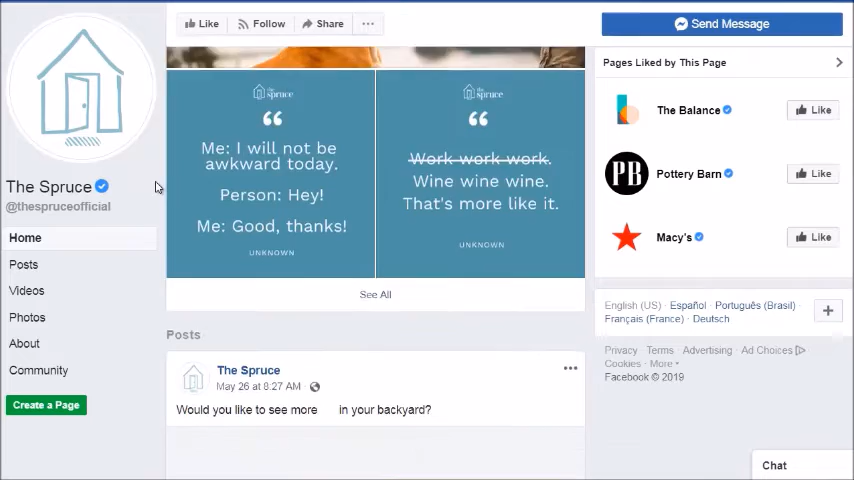 Like
Follow
Share
Send Message
the spruce
“
Me: I will not be
awkward today.
Person: Hey!
Me: Good, thanks!
UNKNOWN
the spruce
“
Work work work.
Wine wine wine.
That's more like it.
UNKNOWN
See All
The Spruce
@thespruceofficial
Home
Posts
Videos
Photos
About
Community
Create a Page
Posts
The Spruce
May 26 at 8:27 AM
Would you like to see more in your backyard?
Pages Liked by This Page
The Balance
Like
PB
Pottery Barn
Like
Macy's
Like
English (US) · Español · Português (Brasil) ·
Français (France) · Deutsch
Privacy · Terms · Advertising · Ad Choices
Cookies · More
Facebook © 2019
Chat